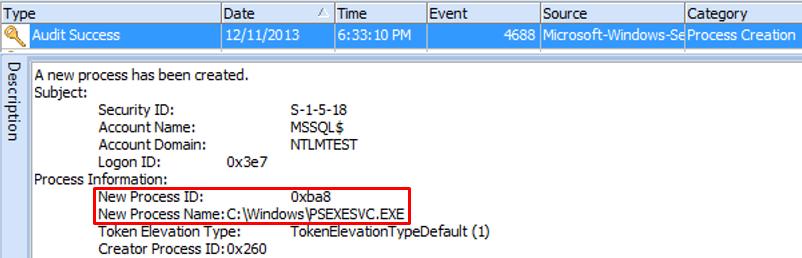 Type Date Time Event Source Category
Audit Success 12/11/2013 6:33:10 PM 4688 Microsoft-Windows-Se Process Creation
Description
A new process has been created.
Subject:
Security ID: S-1-5-18
Account Name: MSSQL$
Account Domain: NTLMTEST
Logon ID: 0x3e7
Process Information:
New Process ID: 0xba8
New Process Name: C:\Windows\PSEXESVC.EXE
Token Elevation Type: TokenElevationTypeDefault (1)
Creator Process ID: 0x260